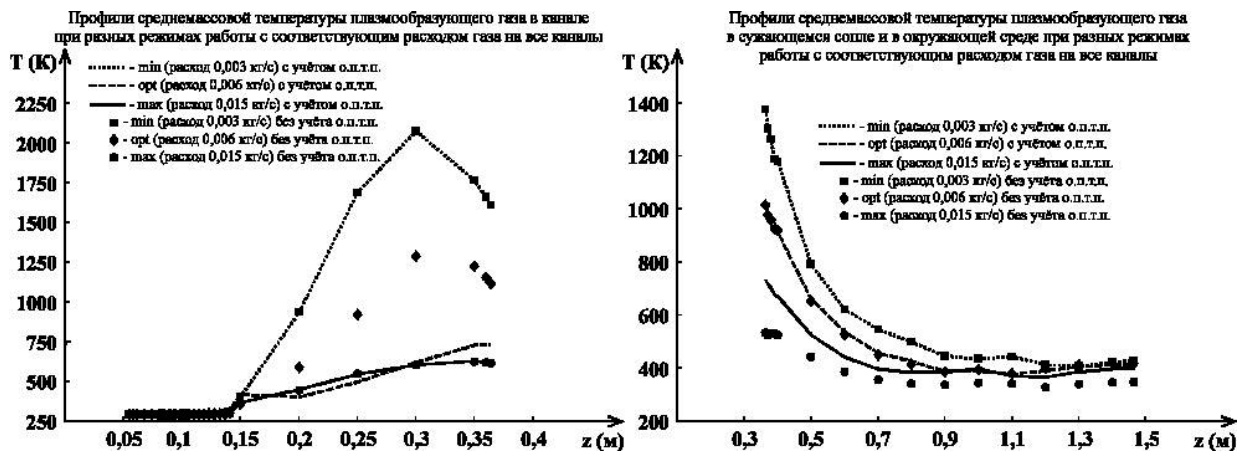 Профили среднемассовой температуры плазмообразующего газа в канале
при разных режимах работы с соответствующим расходом газа на все каналы
T (K)
- min (расход 0,003 кг/с) с учётом о.п.т.п.
- opt (расход 0,006 кг/с) с учётом о.п.т.п.
- max (расход 0,015 кг/с) с учётом о.п.т.п.
- min (расход 0,003 кг/с) без учёта о.п.т.п.
- opt (расход 0,006 кг/с) без учёта о.п.т.п.
- max (расход 0,015 кг/с) без учёта о.п.т.п.
2250
2000
1750
1500
1250
1000
750
500
250
0,05 0,1 0,15 0,2 0,25 0,3 0,35 0,4 z (м)
Профили среднемассовой температуры плазмообразующего газа
в сужающемся сопле и в окружающей среде при разных режимах
работы с соответствующим расходом газа на все каналы
T (K)
- min (расход 0,003 кг/с) с учётом о.п.т.п.
- opt (расход 0,006 кг/с) с учётом о.п.т.п.
- max (расход 0,015 кг/с) с учётом о.п.т.п.
- min (расход 0,003 кг/с) без учёта о.п.т.п.
- opt (расход 0,006 кг/с) без учёта о.п.т.п.
- max (расход 0,015 кг/с) без учёта о.п.т.п.
1400
1200
1000
800
600
400
200
0,3 0,5 0,7 0,9 1,1 1,3 1,5 z (м)